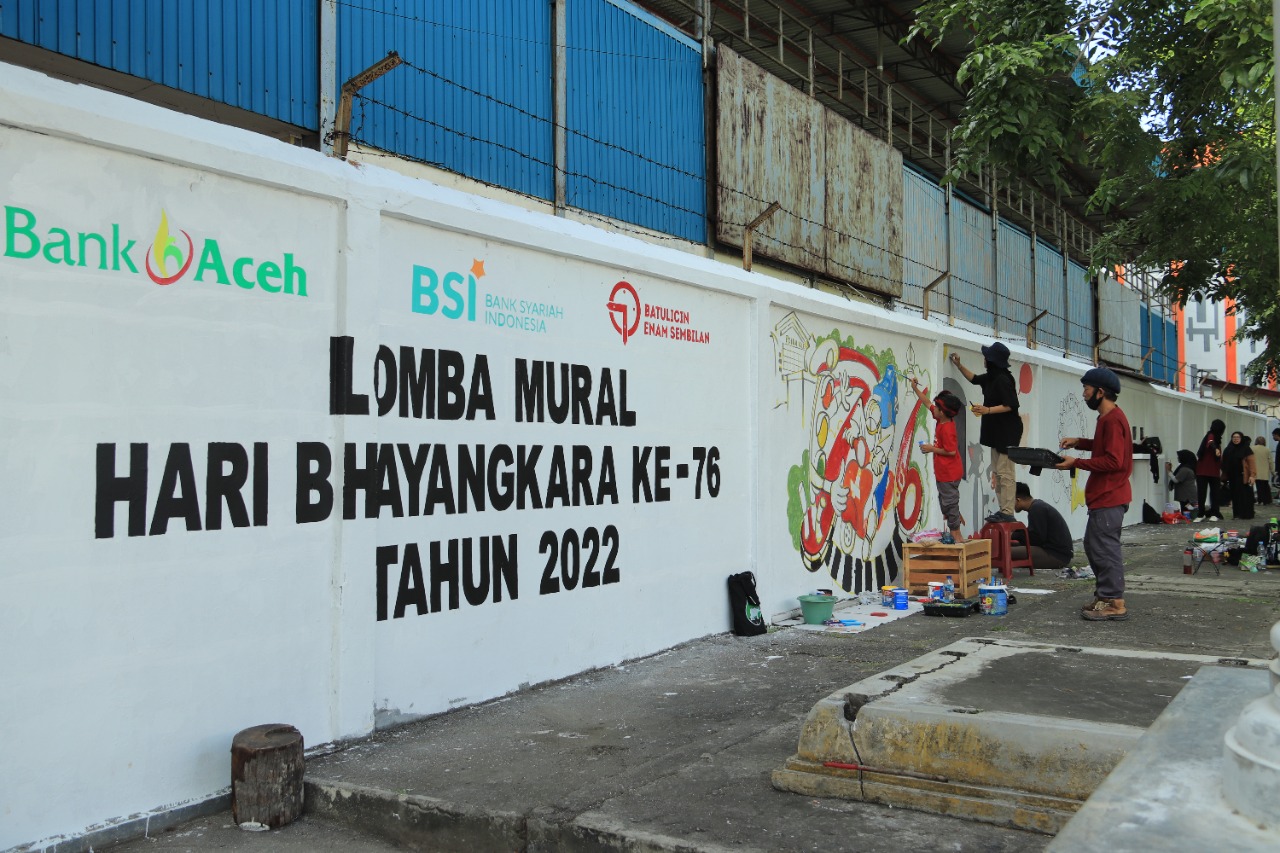 Bank Aceh
BSI BANK SYARIAH
INDONESIA
BATULICIN
ENAM SEMBILAN
LOMBA MURAL
HARI BHAYANGKARA KE-76
TAHUN 2022